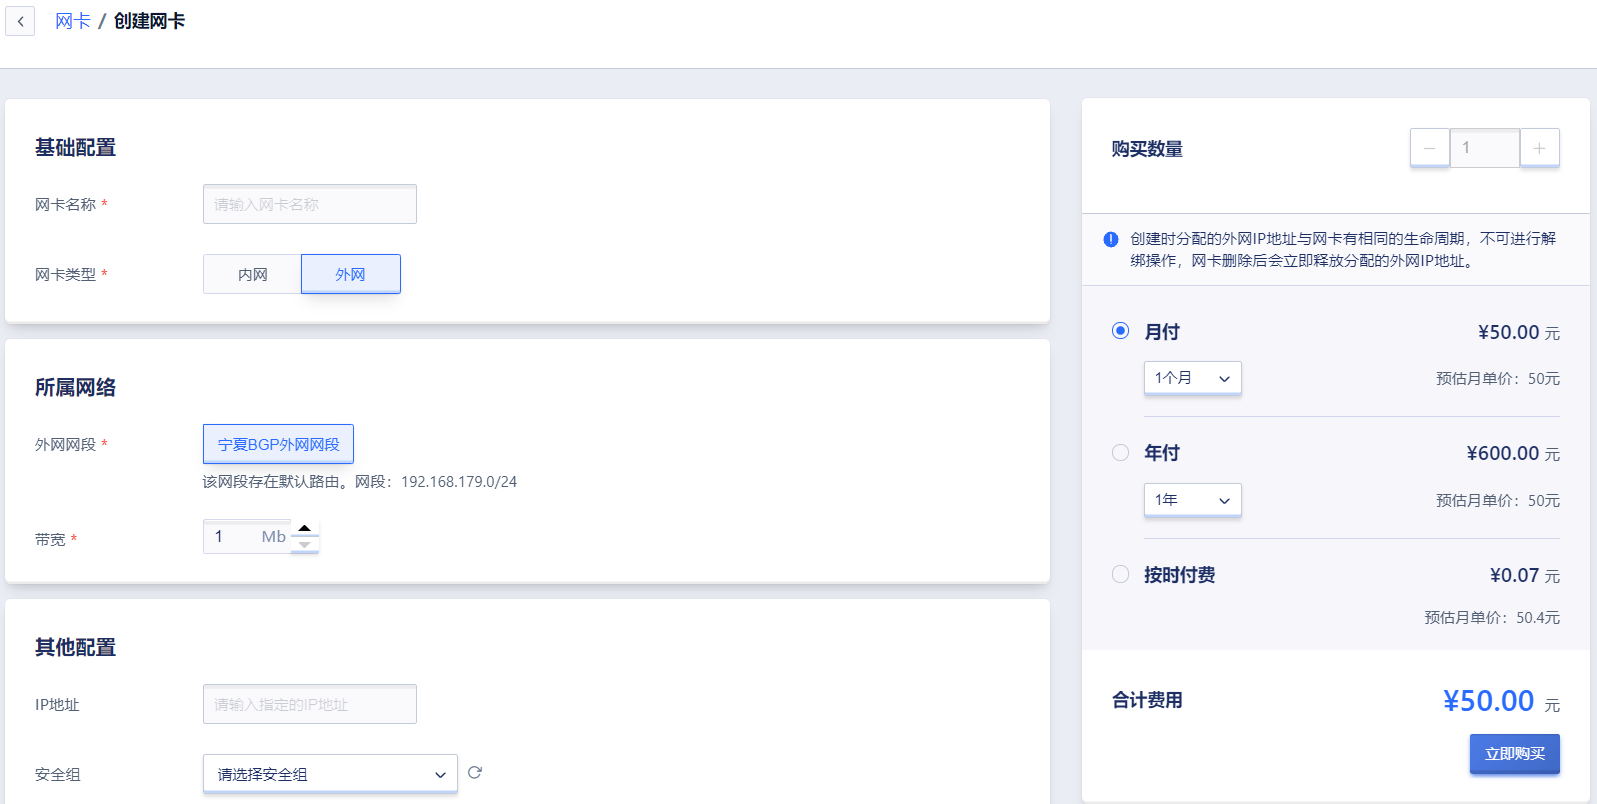 网卡 / 创建网卡
基础配置
网卡名称 *
请输入网卡名称
网卡类型 *
内网
外网
所属网络
外网网段 *
宁夏BGP外网网段
该网段存在默认路由。网段：192.168.179.0/24
带宽 *
1 Mb
其他配置
IP地址
请输入指定的IP地址
安全组
请选择安全组
购买数量
1
创建时分配的外网IP地址与网卡有相同的生命周期，不可进行解
绑操作，网卡删除后会立即释放分配的外网IP地址。
月付
¥50.00 元
1个月
预估月单价：50元
年付
¥600.00 元
1年
预估月单价：50元
按时付费
¥0.07 元
预估月单价：50.4元
合计费用
¥50.00 元
立即购买